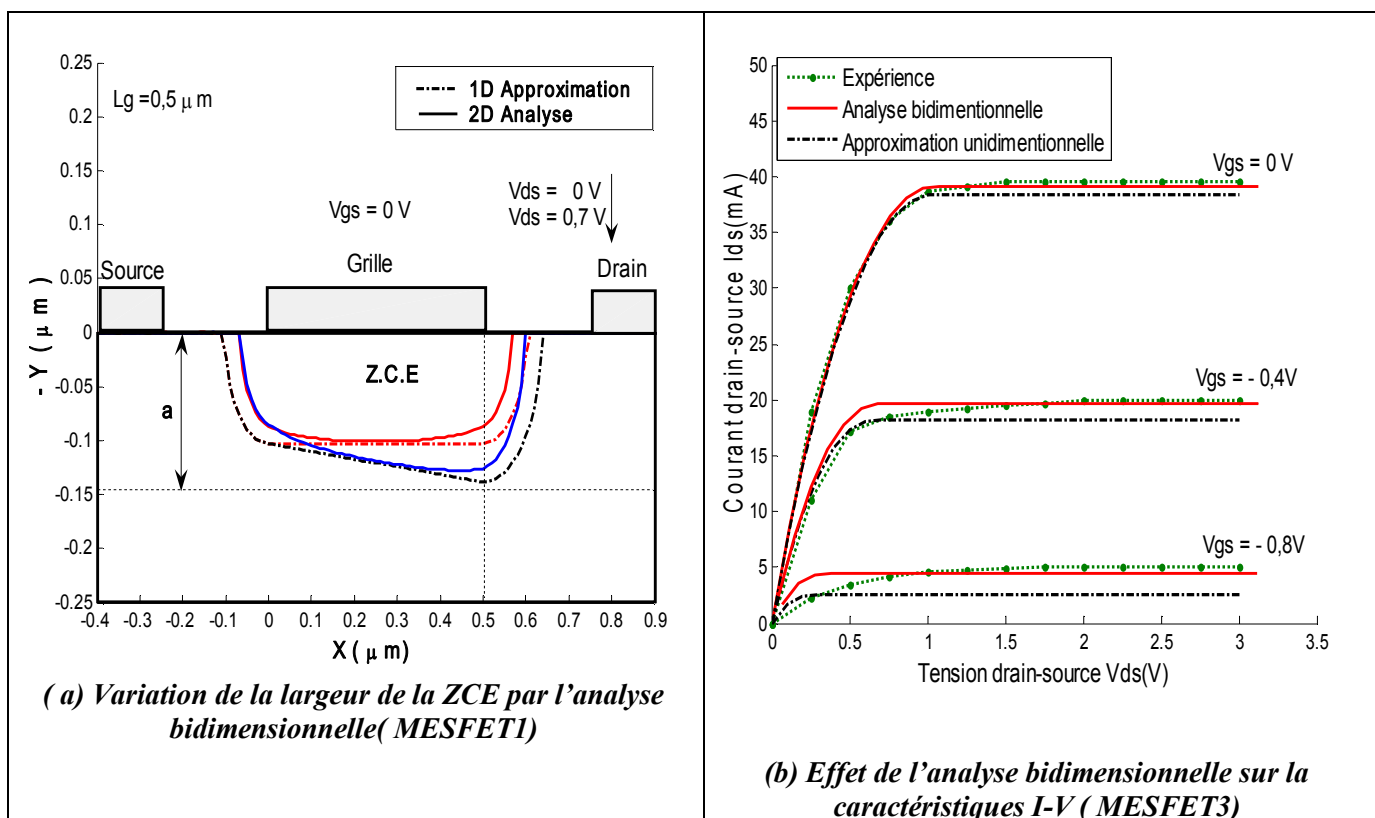 0.25
0.2
0.15
0.1
0.05
0
-0.05
-0.1
-0.15
-0.2
-0.25
- Y ( μ m )
Lg =0,5 μ m
1D Approximation
2D Analyse
Vds = 0 V
Vds = 0,7 V
Vgs = 0 V
Source
Grille
Drain
Z.C.E
a
-0.4 -0.3 -0.2 -0.1 0 0.1 0.2 0.3 0.4 0.5 0.6 0.7 0.8 0.9
X ( μ m)
( a) Variation de la largeur de la ZCE par l’analyse
bidimensionnelle( MESFET1)
50
45
40
35
30
25
20
15
10
5
0
Courant drain-source Ids(mA)
Expérience
Analyse bidimentionnelle
Approximation unidimentionnelle
Vgs = 0 V
Vgs = - 0,4V
Vgs = - 0,8V
0 0.5 1 1.5 2 2.5 3 3.5
Tension drain-source Vds(V)
(b) Effet de l’analyse bidimensionnelle sur la
caractéristiques I-V ( MESFET3)